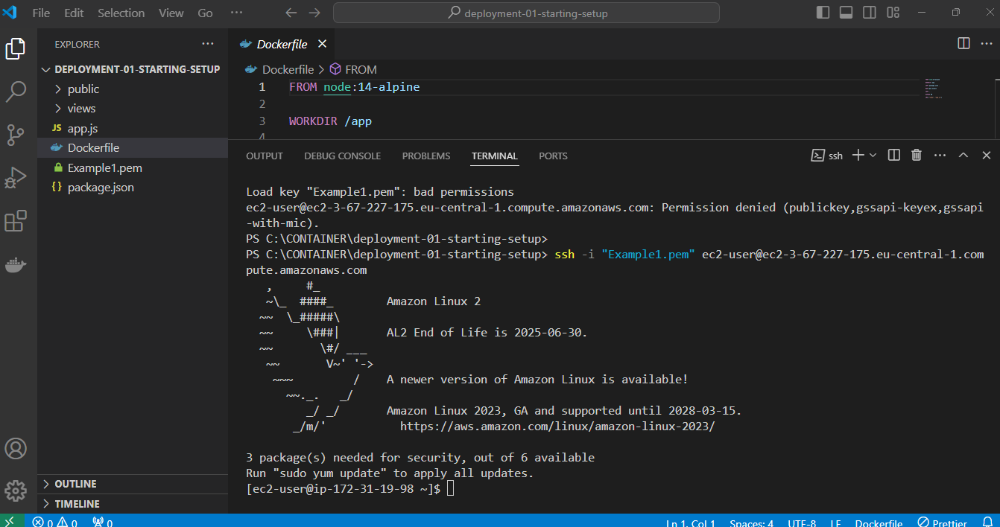 File Edit Selection View Go ··· deployment-01-starting-setup
EXPLORER ···
DEPLOYMENT-01-STARTING-SETUP
public
views
JS app.js
Dockerfile
Example1.pem
{} package.json
OUTLINE
TIMELINE
Dockerfile
Dockerfile > FROM
1 FROM node:14-alpine
2
3 WORKDIR /app
4
OUTPUT DEBUG CONSOLE PROBLEMS TERMINAL PORTS ssh
Load key "Example1.pem": bad permissions
ec2-user@ec2-3-67-227-175.eu-central-1.compute.amazonaws.com: Permission denied (publickey,gssapi-keyex,gssapi
-with-mic).
PS C:\CONTAINER\deployment-01-starting-setup>
PS C:\CONTAINER\deployment-01-starting-setup> ssh -i "Example1.pem" ec2-user@ec2-3-67-227-175.eu-central-1.com
pute.amazonaws.com
   ,     #_
   ~\_  ####_        Amazon Linux 2
  ~~  \_#####\
  ~~     \###|       AL2 End of Life is 2025-06-30.
  ~~       \#/ ___
   ~~       V~' '->
    ~~~         /    A newer version of Amazon Linux is available!
      ~~._.   _/
         _/ _/       Amazon Linux 2023, GA and supported until 2028-03-15.
       _/m/'           https://aws.amazon.com/linux/amazon-linux-2023/
3 package(s) needed for security, out of 6 available
Run "sudo yum update" to apply all updates.
[ec2-user@ip-172-31-19-98 ~]$
0 0 0 Ln 1, Col 1 Spaces: 4 UTF-8 LF Dockerfile Prettier